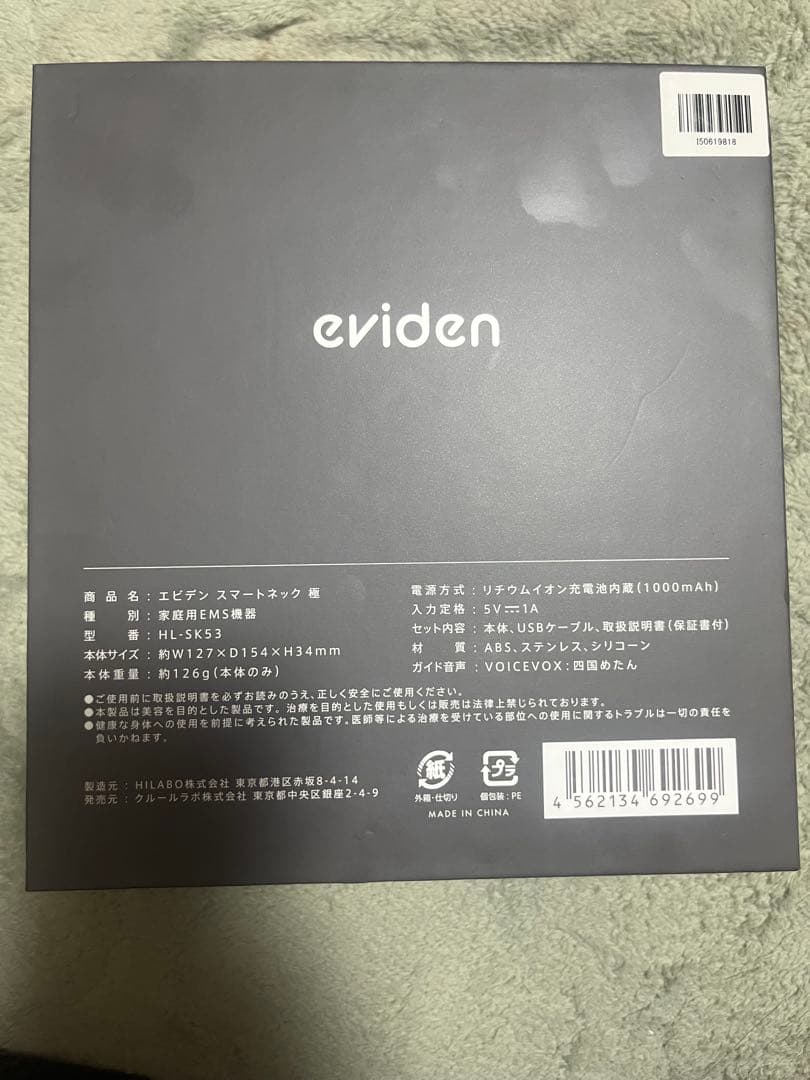 I50619818
eviden
商品名：エビデン スマートネック 極
種別：家庭用EMS機器
型番：HL-SK53
本体サイズ：約W127×D154×H34mm
本体重量：約126g(本体のみ)
電源方式：リチウムイオン充電池内蔵(1000mAh)
入力定格：5V⎓1A
セット内容：本体、USBケーブル、取扱説明書(保証書付)
材質：ABS、ステンレス、シリコーン
ガイド音声：VOICEVOX:四国めたん
●ご使用前に取扱説明書を必ずお読みのうえ、正しく安全にご使用ください。
●本製品は美容を目的とした製品です。治療を目的とした使用もしくは販売は法律上禁じられております。
●健康な身体への使用を前提に考えられた製品です。医師等による治療を受けている部位への使用に関するトラブルは一切の責任を
負いかねます。
製造元：HILABO株式会社 東京都港区赤坂8-4-14
発売元：クルールラボ株式会社 東京都中央区銀座2-4-9
紙
外箱・仕切り
プラ
個包装：PE
MADE IN CHINA
4 562134 692699